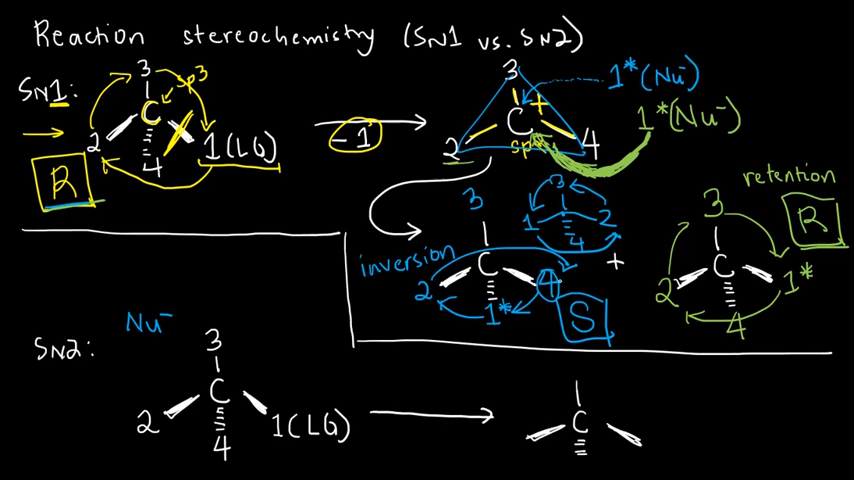 Reaction stereochemistry (SN1 vs. SN2)
SN1:
3
sp3
C
2
1(LG)
4
R
-1
3
1*(Nu-)
+
C
1*(Nu-)
2
4
sp
retention
3
3
1
2
4
3
R
inversion
C
+
C
2
4
2
1*
1*
S
4
Nu-
SN2:
3
C
2
1(LG)
4
C